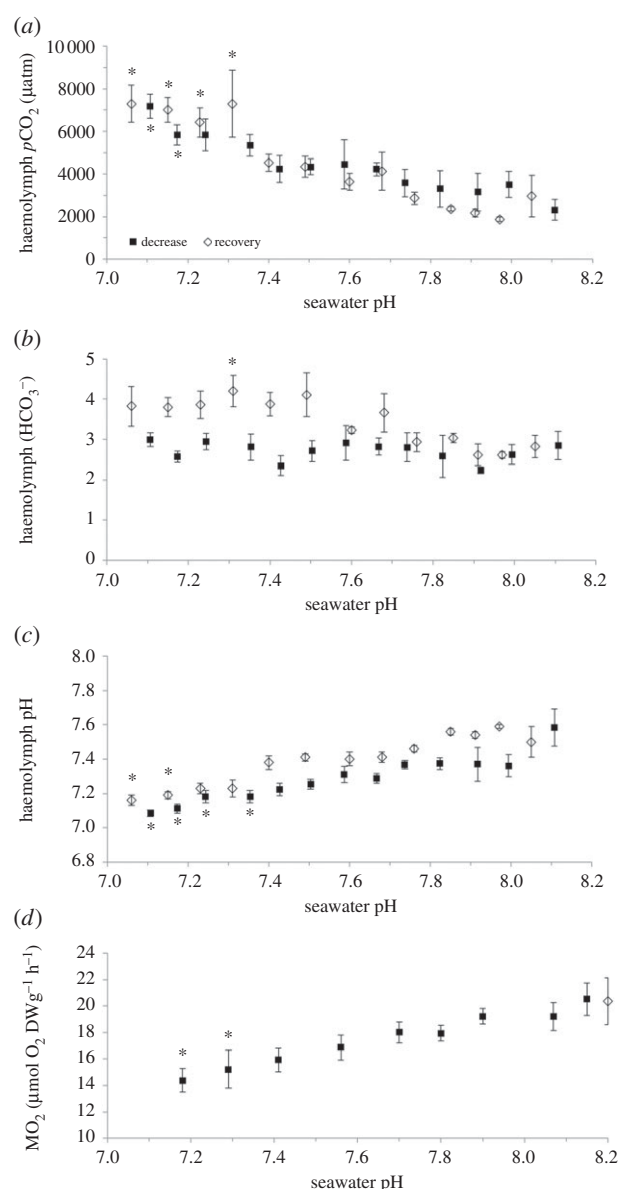 (a)
10 000
8000
6000
4000
2000
0
haemolymph pCO₂ (µatm)
* * * * * *
decrease recovery
7.0 7.2 7.4 7.6 7.8 8.0 8.2
seawater pH
(b)
5
4
3
2
1
0
haemolymph (HCO₃⁻)
*
7.0 7.2 7.4 7.6 7.8 8.0 8.2
seawater pH
(c)
8.0
7.8
7.6
7.4
7.2
7.0
6.8
haemolymph pH
* * * * * *
7.0 7.2 7.4 7.6 7.8 8.0 8.2
seawater pH
(d)
24
22
20
18
16
14
12
10
MO₂ (µmol O₂ DWg⁻¹ h⁻¹)
* *
7.0 7.2 7.4 7.6 7.8 8.0 8.2
seawater pH